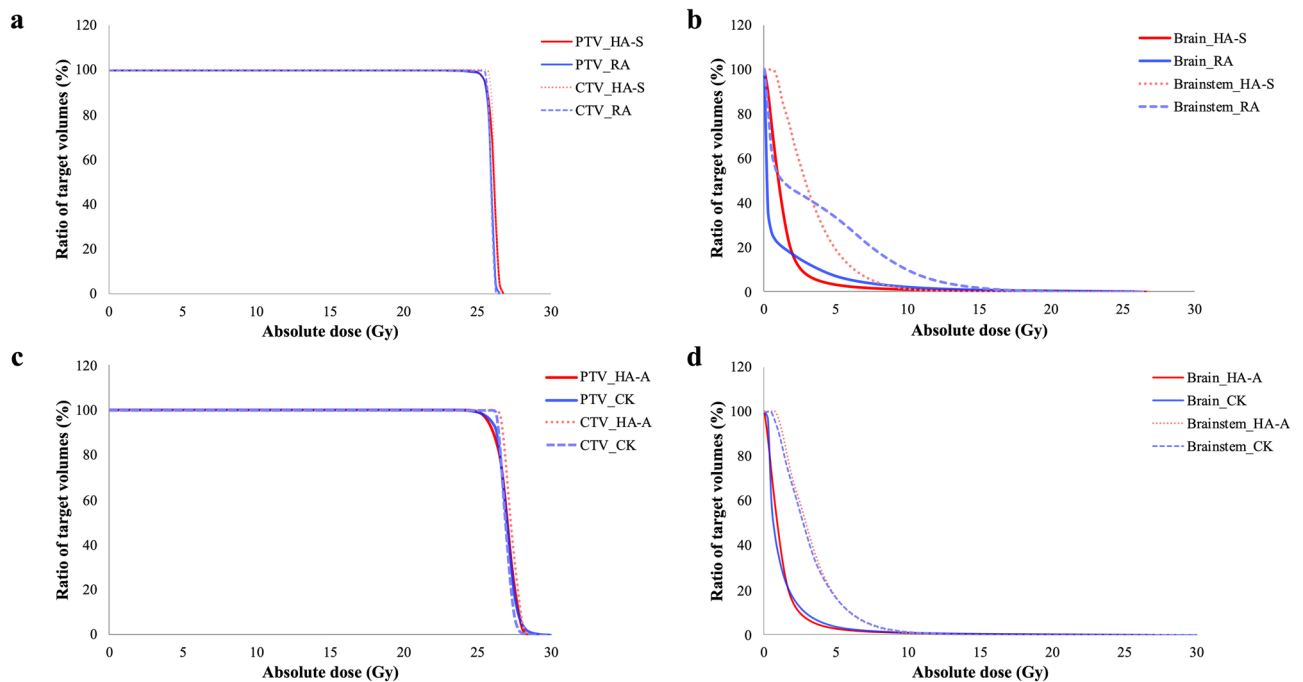 a
120
100
80
60
40
20
0
Ratio of target volumes (%)
0 5 10 15 20 25 30
Absolute dose (Gy)
PTV_HA-S
PTV_RA
CTV_HA-S
CTV_RA
b
120
100
80
60
40
20
0
Ratio of target volumes (%)
0 5 10 15 20 25 30
Absolute dose (Gy)
Brain_HA-S
Brain_RA
Brainstem_HA-S
Brainstem_RA
c
120
100
80
60
40
20
0
Ratio of target volumes (%)
0 5 10 15 20 25 30
Absolute dose (Gy)
PTV_HA-A
PTV_CK
CTV_HA-A
CTV_CK
d
120
100
80
60
40
20
0
Ratio of target volumes (%)
0 5 10 15 20 25 30
Absolute dose (Gy)
Brain_HA-A
Brain_CK
Brainstem_HA-A
Brainstem_CK